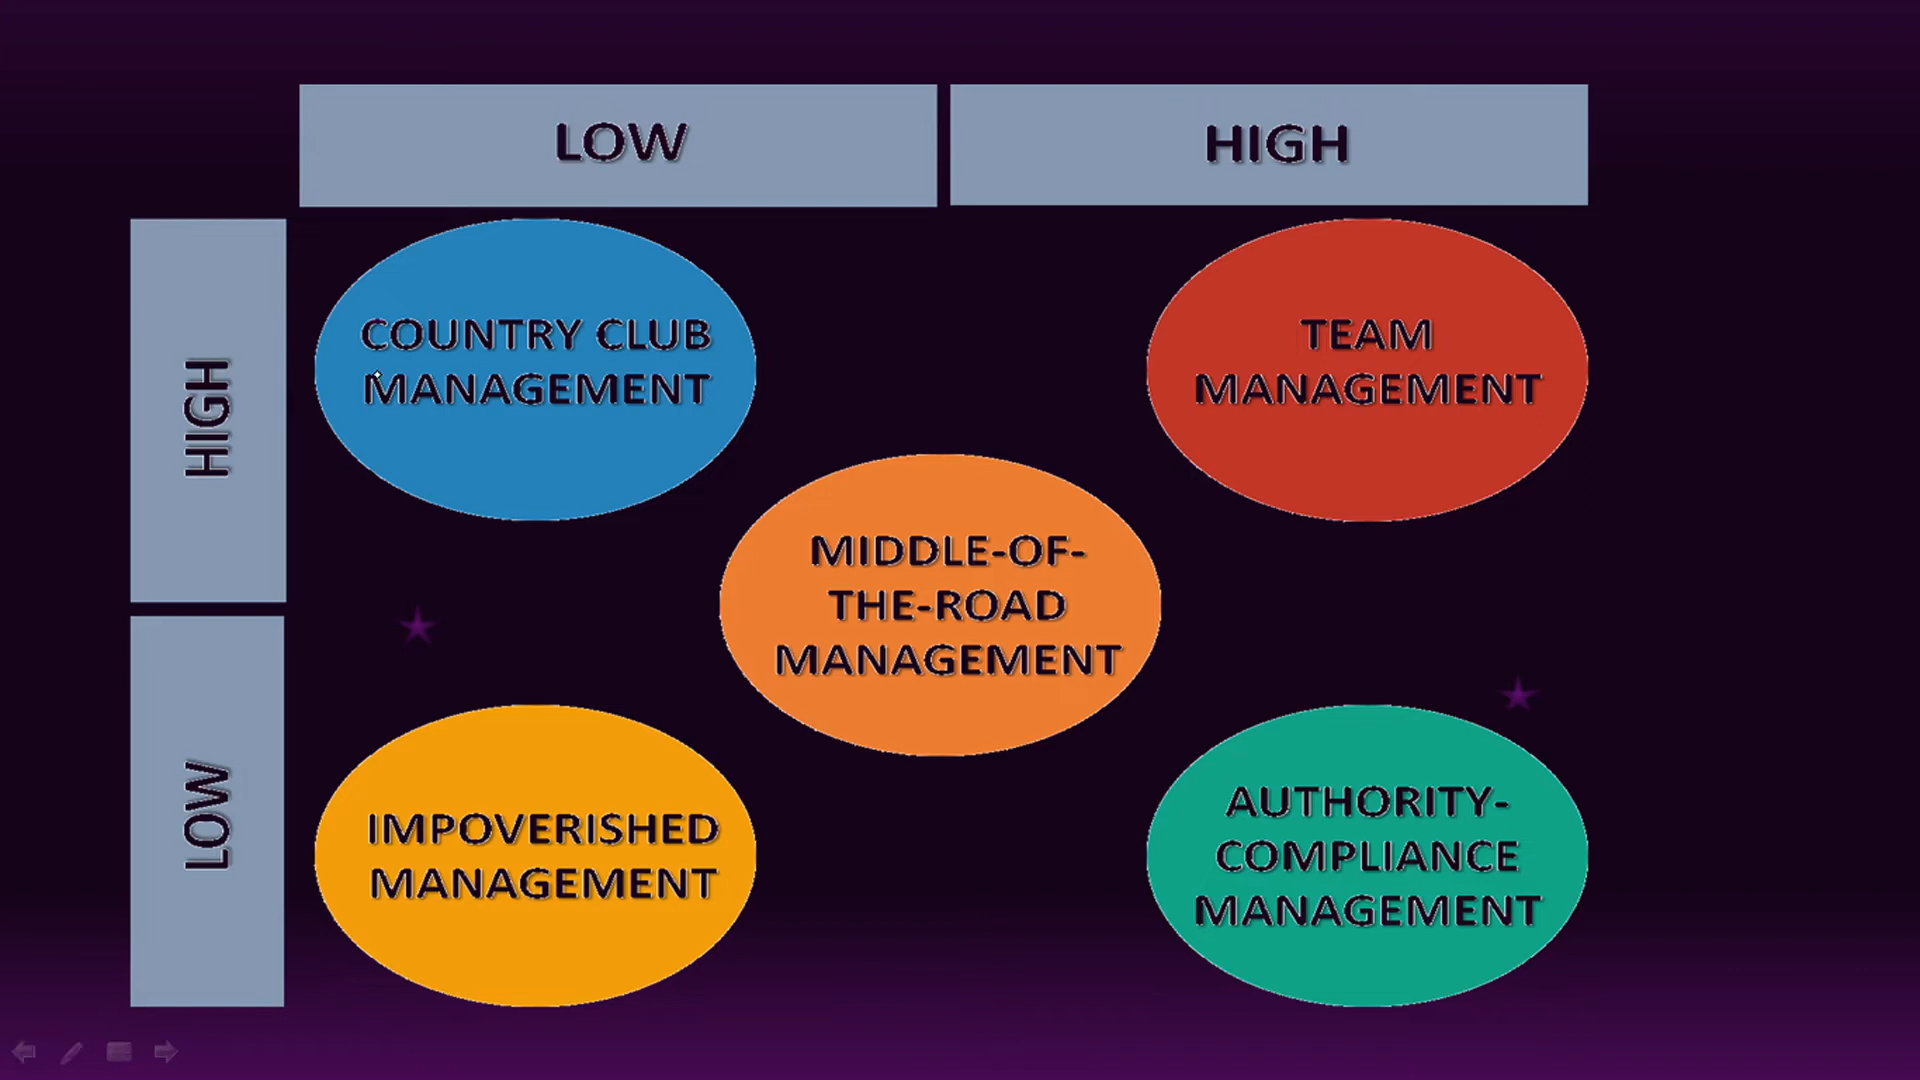 LOW
HIGH
HIGH
COUNTRY CLUB
MANAGEMENT
TEAM
MANAGEMENT
MIDDLE-OF-
THE-ROAD
MANAGEMENT
LOW
IMPOVERISHED
MANAGEMENT
AUTHORITY-
COMPLIANCE
MANAGEMENT